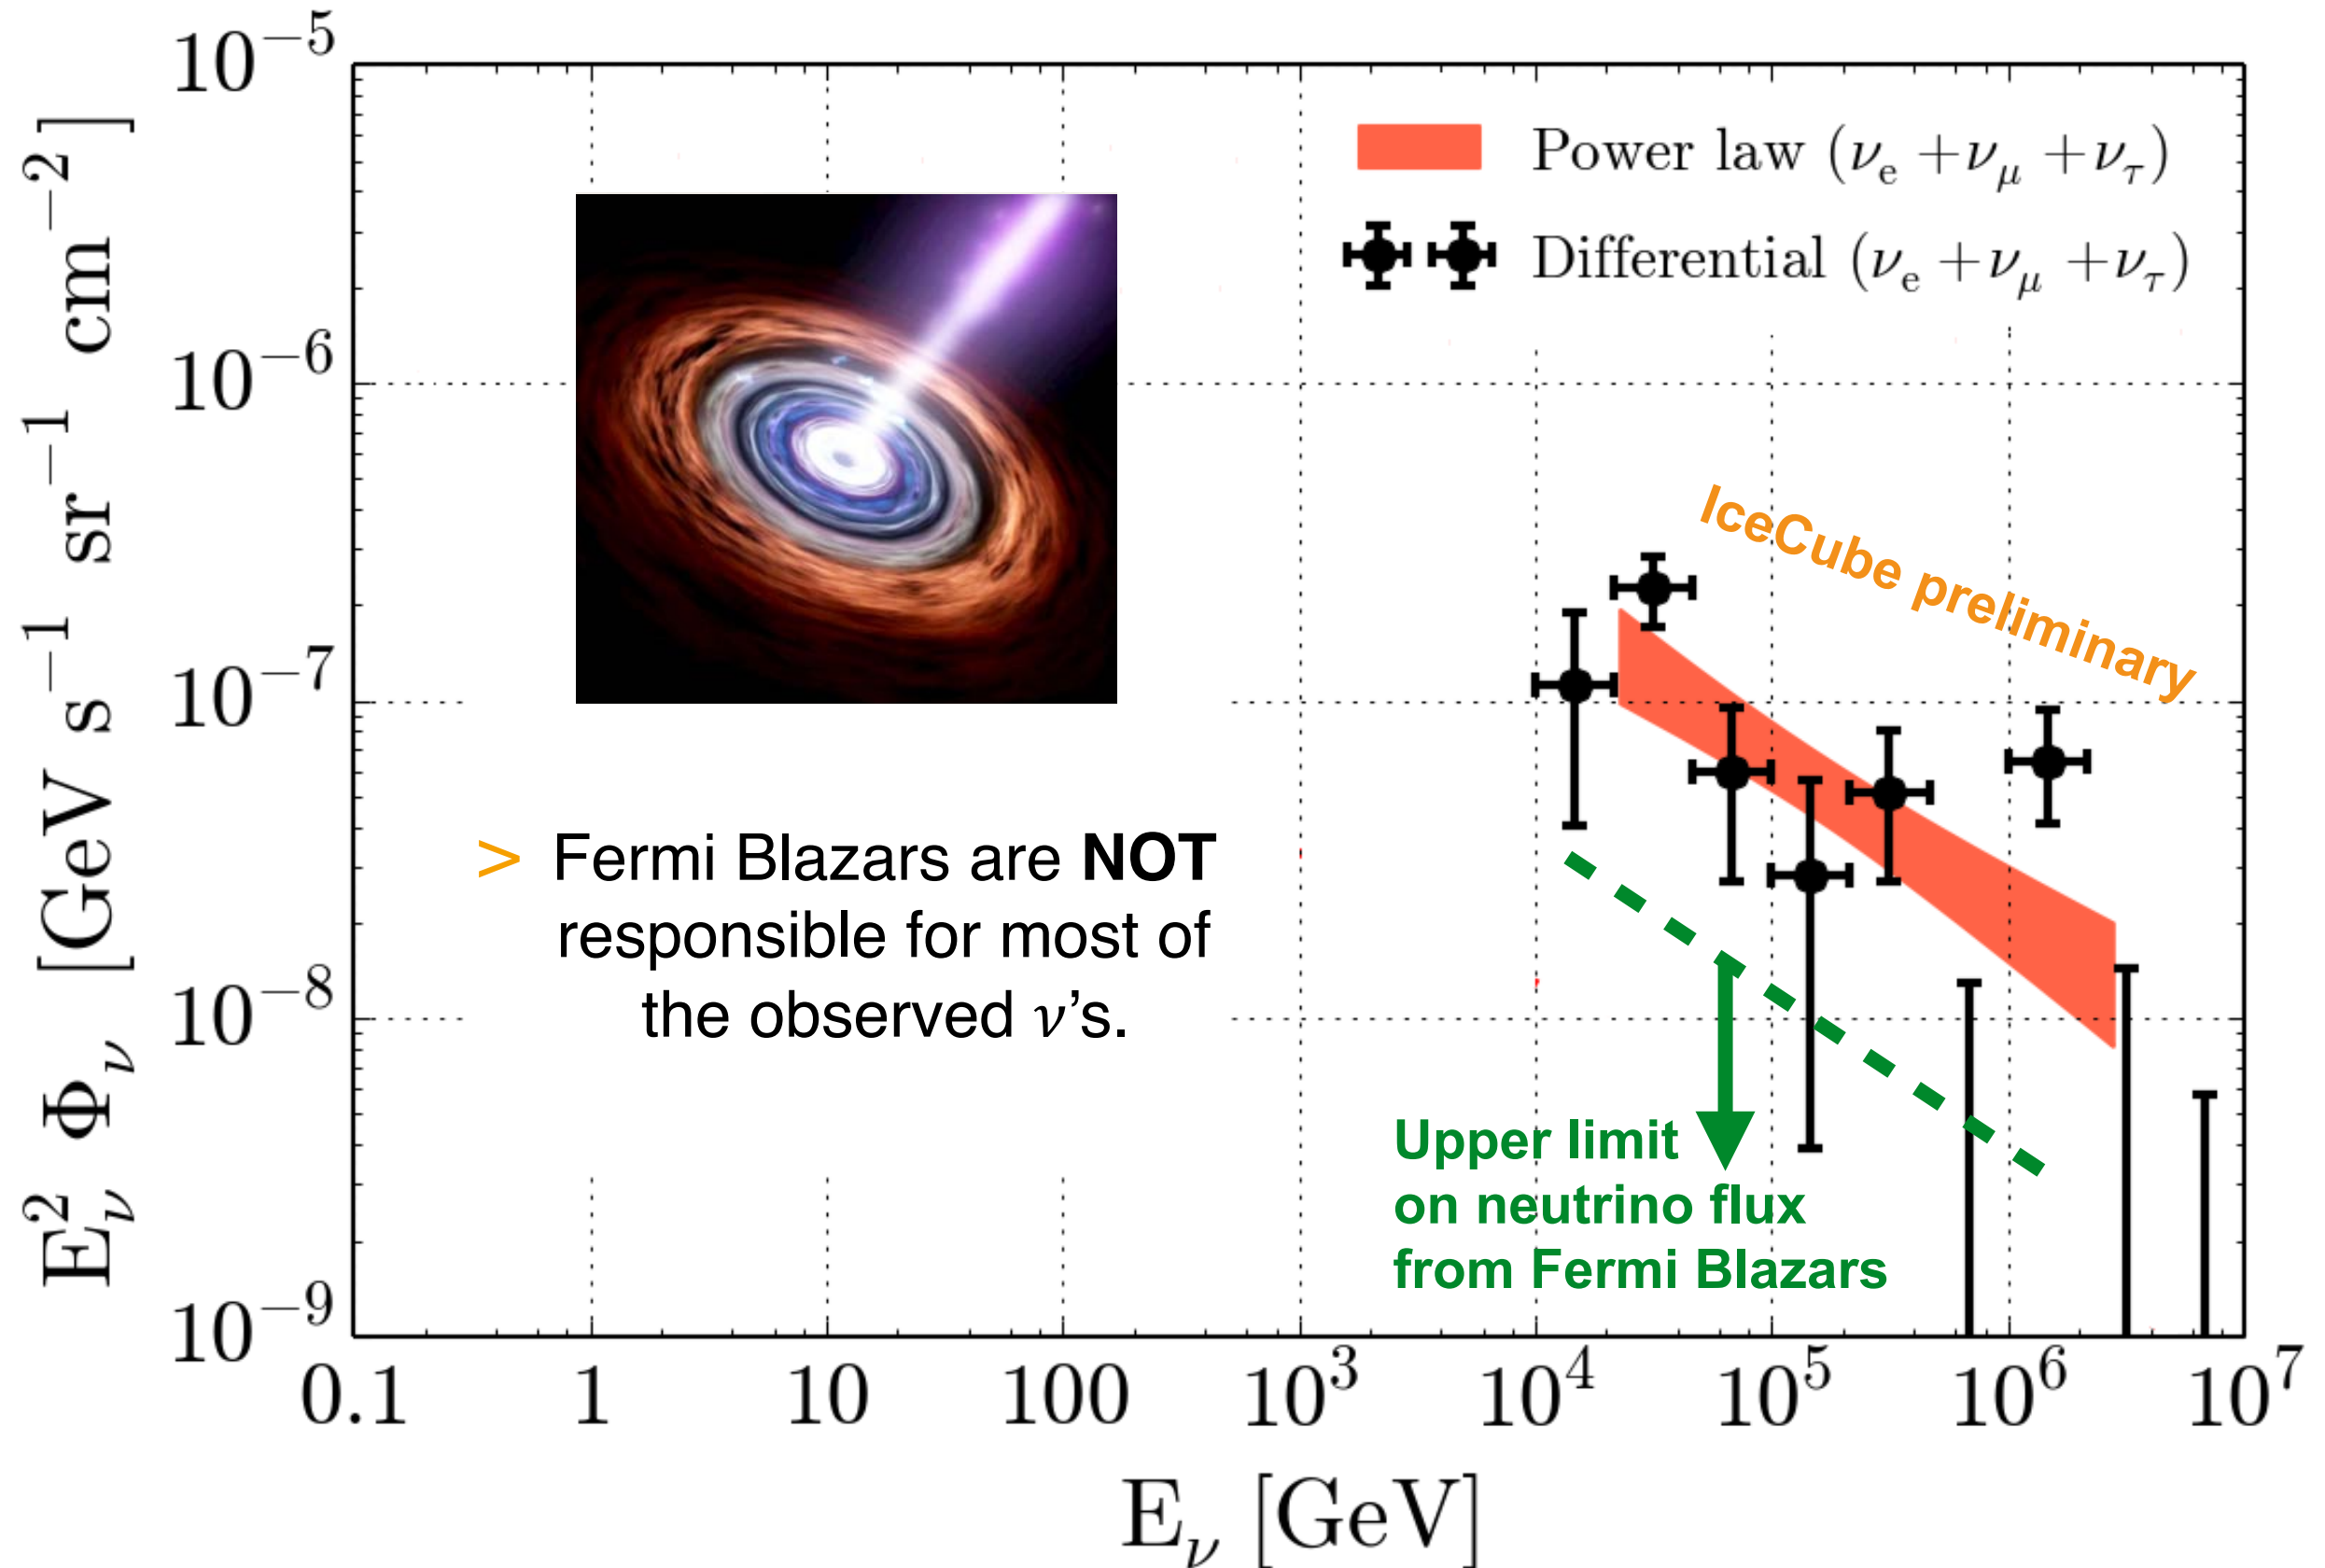 E_ν^2 Φ_ν [GeV s^−1 sr^−1 cm^−2]
10^−5
10^−6
10^−7
10^−8
10^−9
Power law (ν_e + ν_μ + ν_τ)
Differential (ν_e + ν_μ + ν_τ)
IceCube preliminary
> Fermi Blazars are NOT
responsible for most of
the observed ν's.
Upper limit
on neutrino flux
from Fermi Blazars
0.1 1 10 100 10^3 10^4 10^5 10^6 10^7
E_ν [GeV]